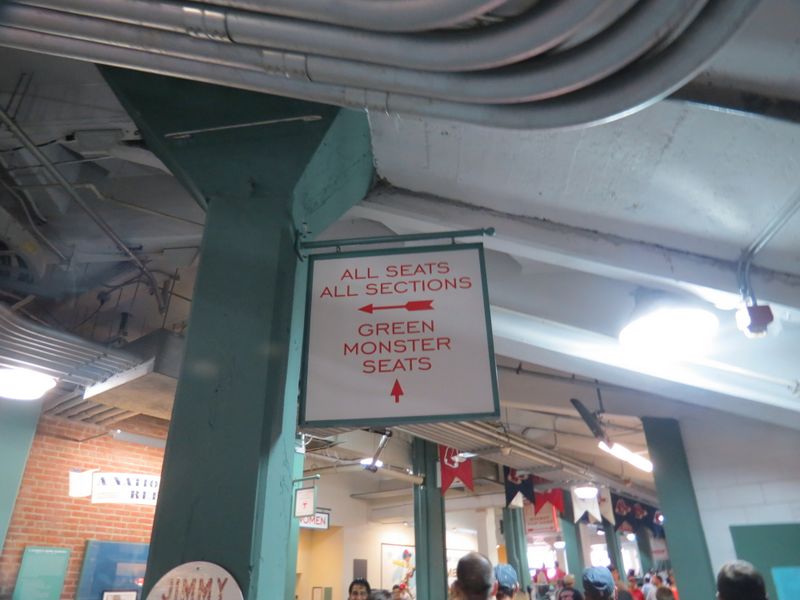 ALL SEATS
ALL SECTIONS
GREEN
MONSTER
SEATS
WOMEN
JIMMY